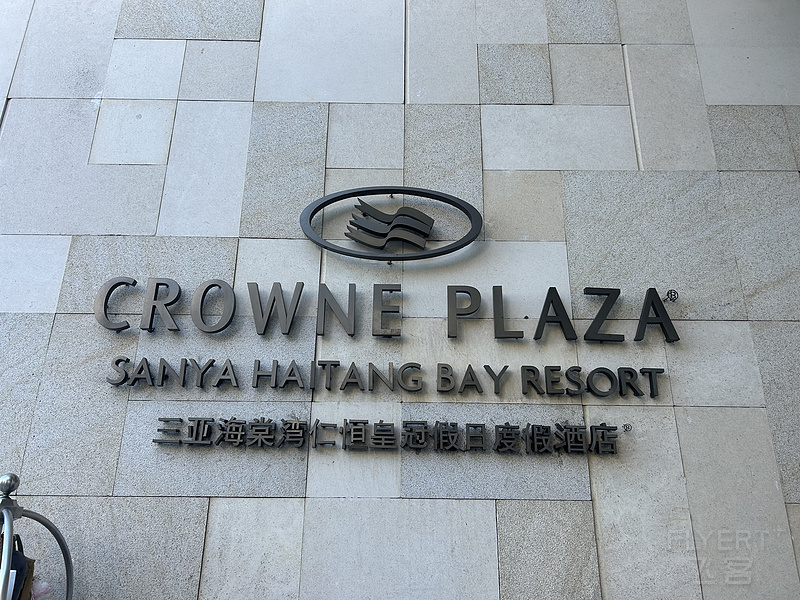 CROWNE PLAZA®
SANYA HAITANG BAY RESORT
三亚海棠湾仁恒皇冠假日度假酒店®
FLYERT
飞客